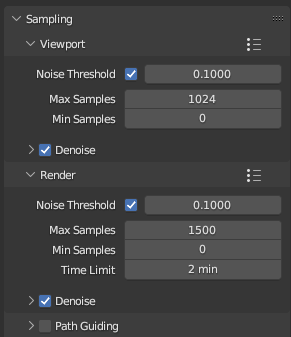 Sampling
Viewport
Noise Threshold 0.1000
Max Samples 1024
Min Samples 0
Denoise
Render
Noise Threshold 0.1000
Max Samples 1500
Min Samples 0
Time Limit 2 min
Denoise
Path Guiding